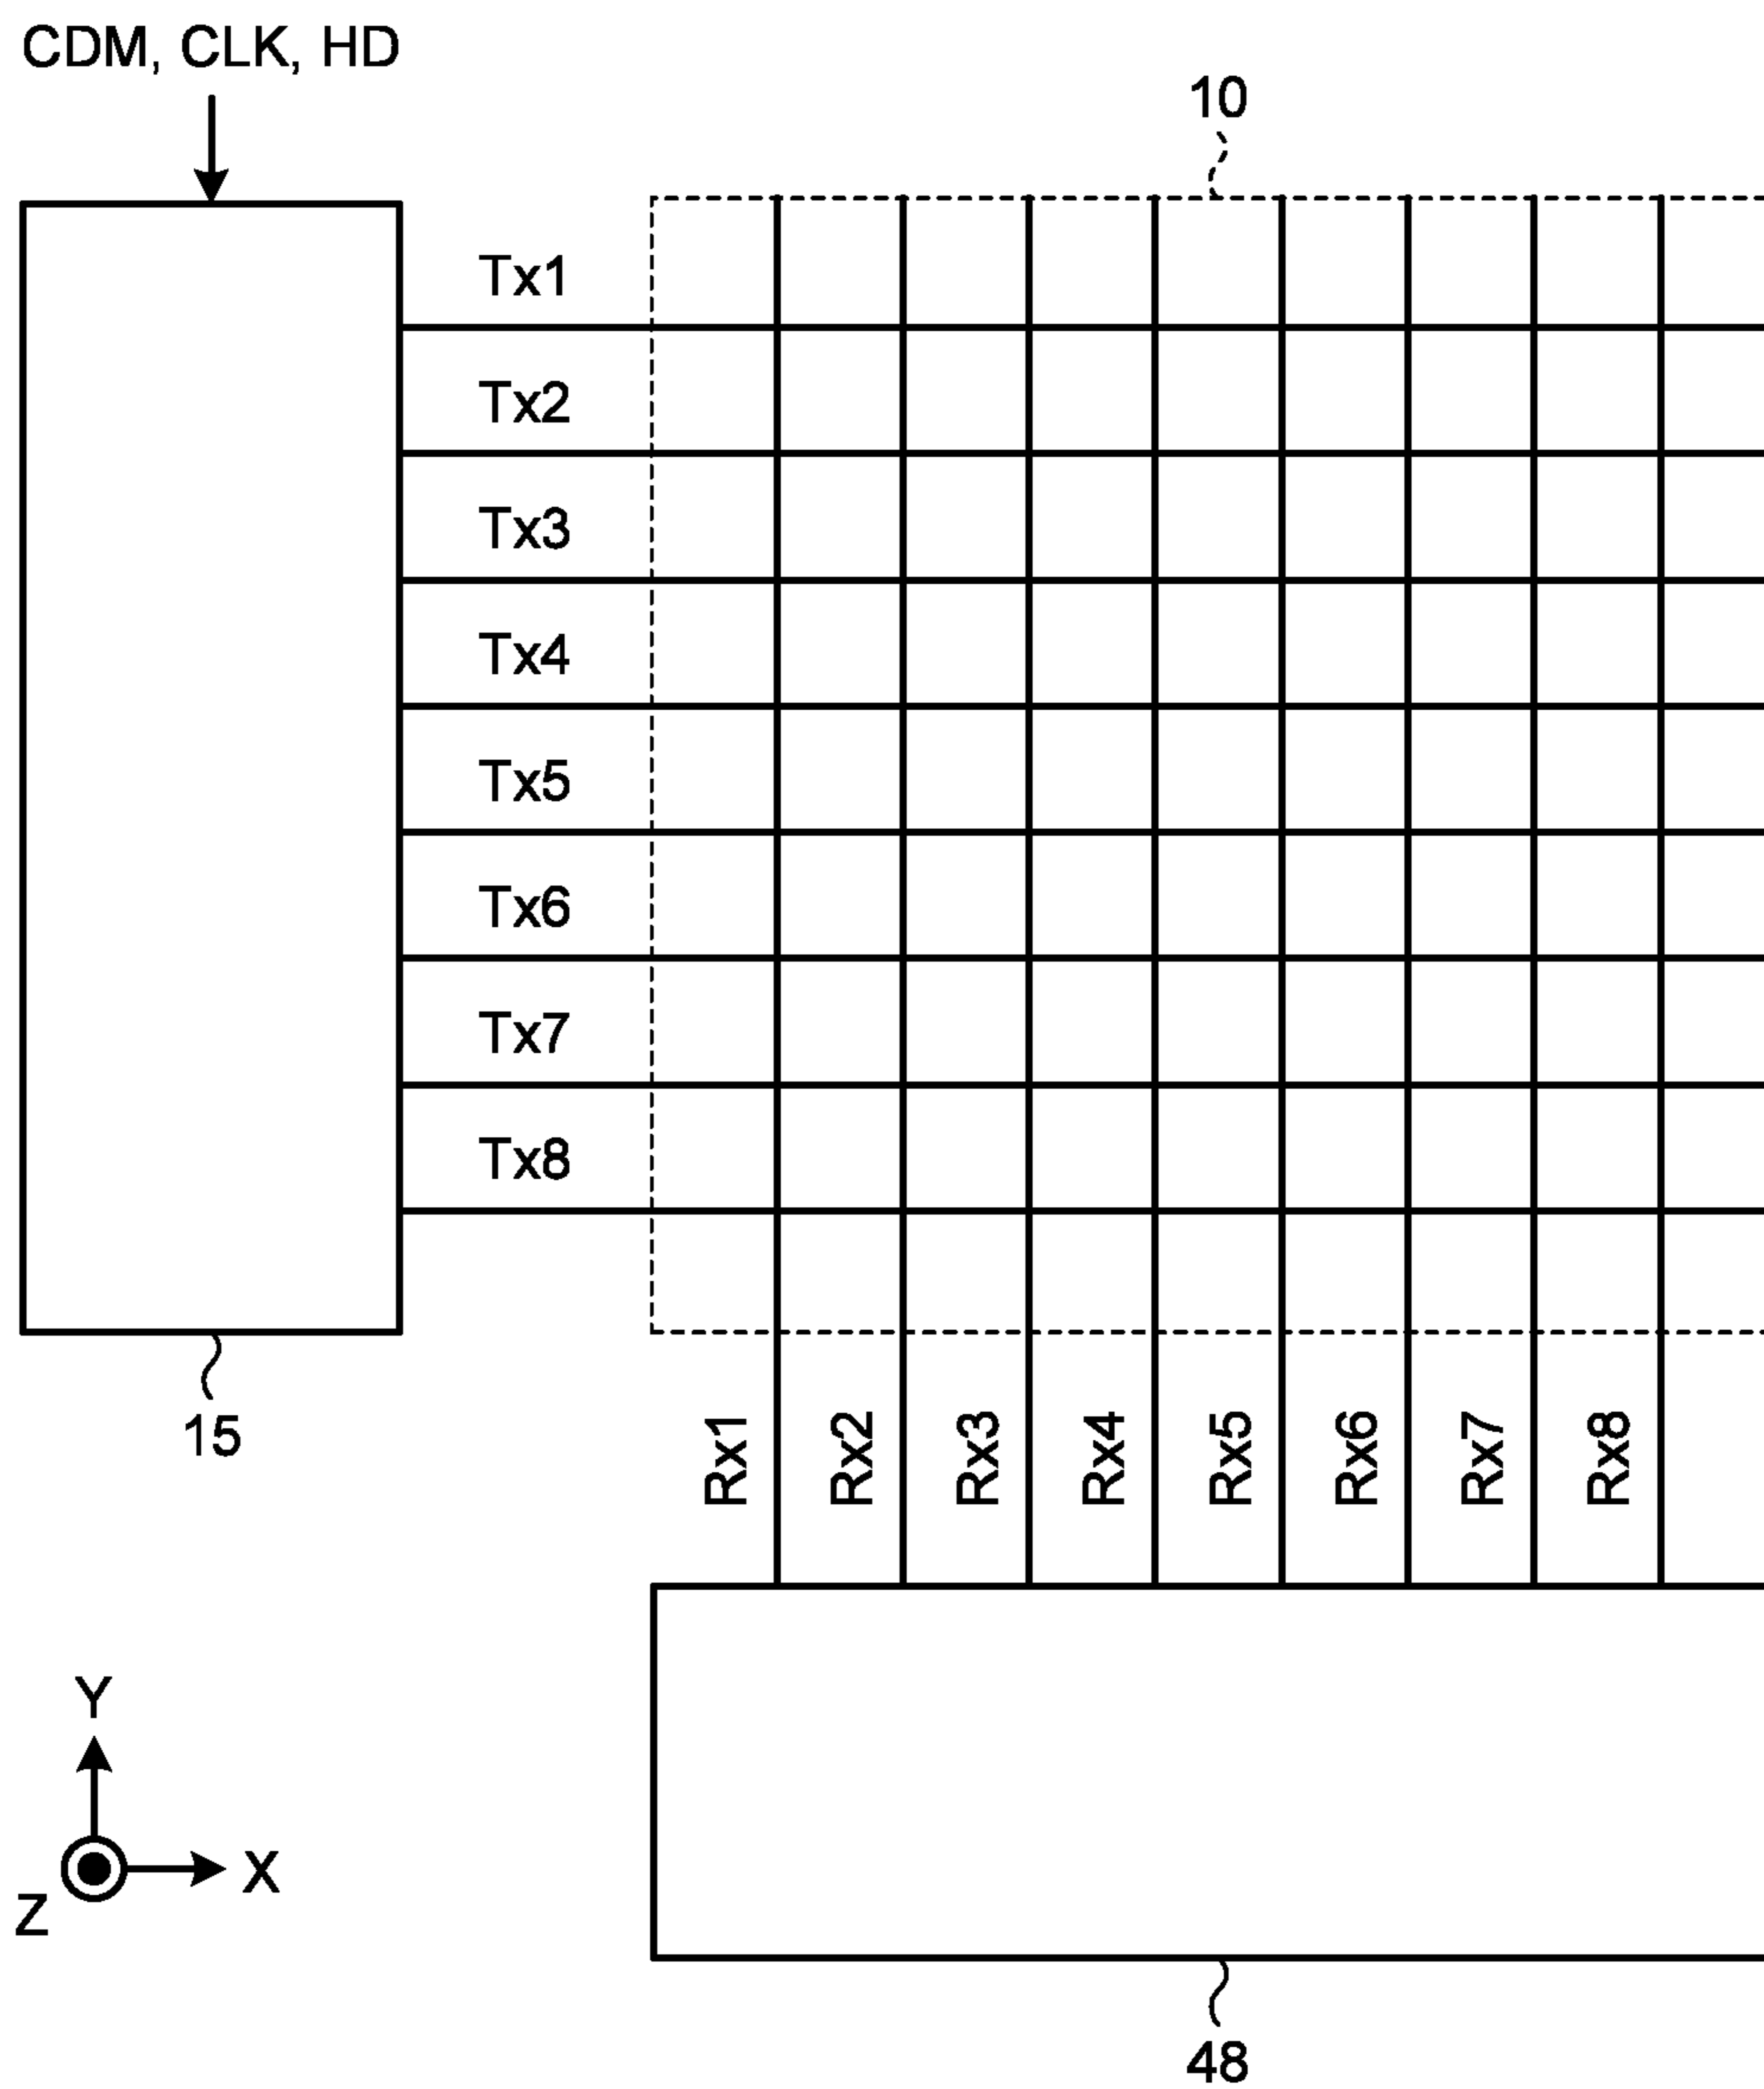 CDM, CLK, HD
10
Tx1
Tx2
Tx3
Tx4
Tx5
Tx6
Tx7
Tx8
15
Rx1
Rx2
Rx3
Rx4
Rx5
Rx6
Rx7
Rx8
Y
X
Z
48